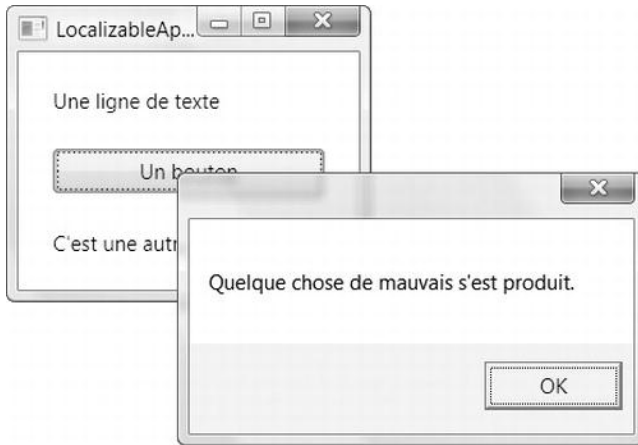 LocalizableAp...
Une ligne de texte
Un bouton
C'est une autr
Quelque chose de mauvais s'est produit.
OK